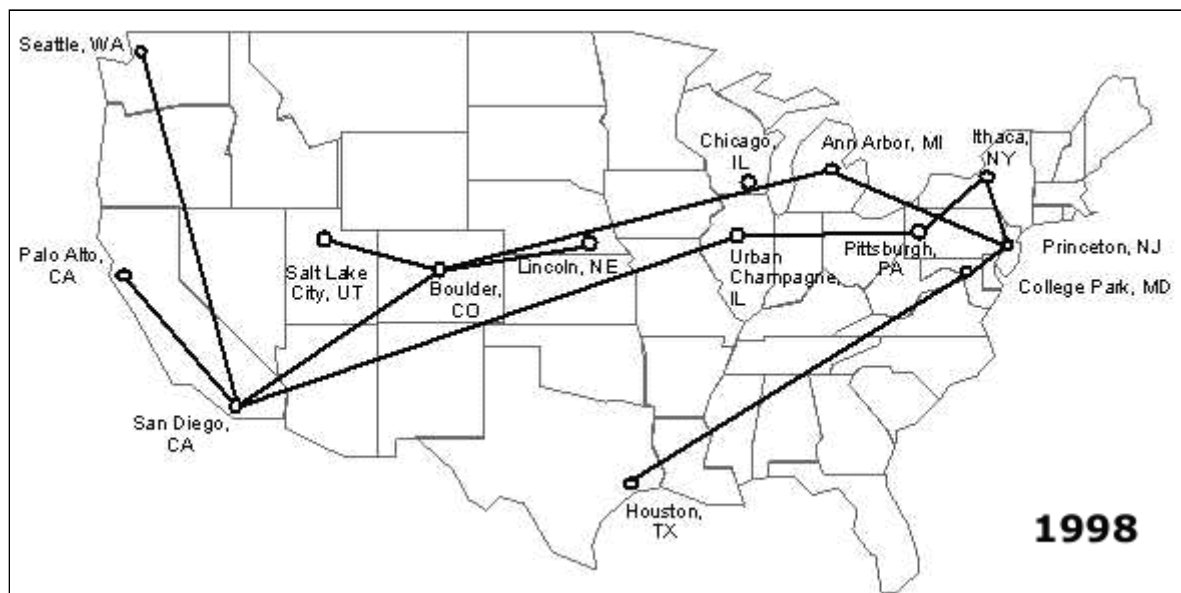 Seattle, WA
Chicago,
IL
Ann Arbor, MI
Ithaca,
NY
Palo Alto,
CA
Salt Lake
City, UT
Boulder,
CO
Lincoln, NE
Urban
Champagne,
IL
Pittsburgh,
PA
Princeton, NJ
College Park, MD
San Diego,
CA
Houston,
TX
1998